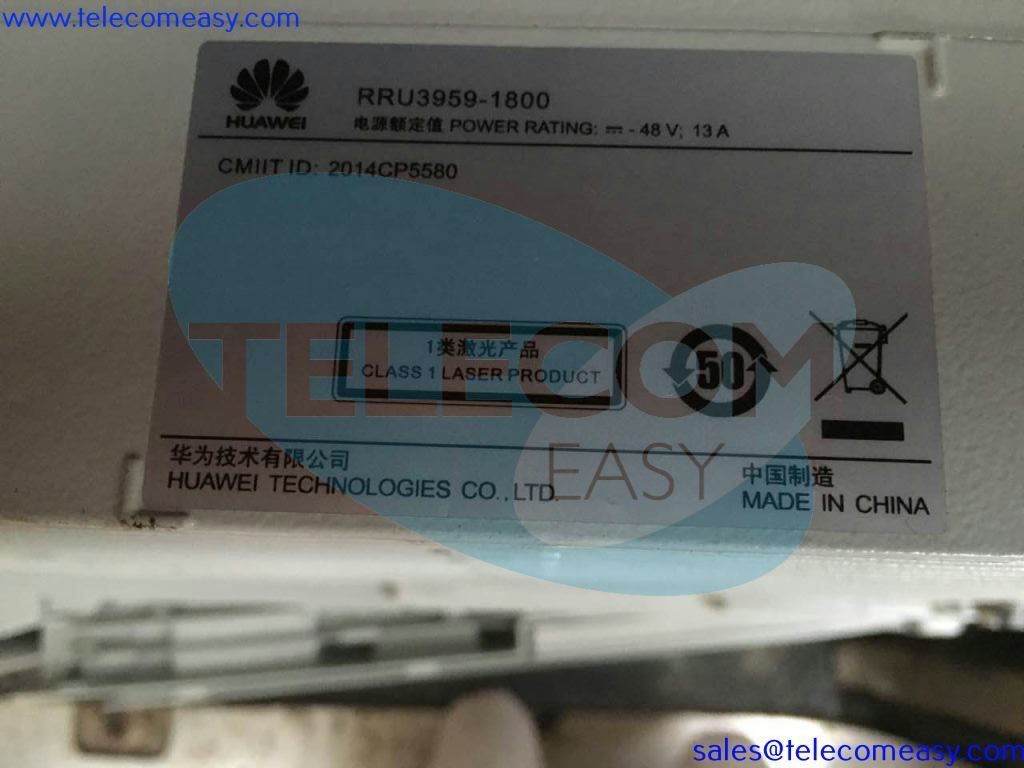 www.telecomeasy.com
HUAWEI
RRU3959-1800
电源额定值 POWER RATING: ⎓ - 48 V; 13 A
CMIIT ID: 2014CP5580
1类激光产品
CLASS 1 LASER PRODUCT
50
TELECOM
EASY
华为技术有限公司
HUAWEI TECHNOLOGIES CO., LTD.
中国制造
MADE IN CHINA
sales@telecomeasy.com